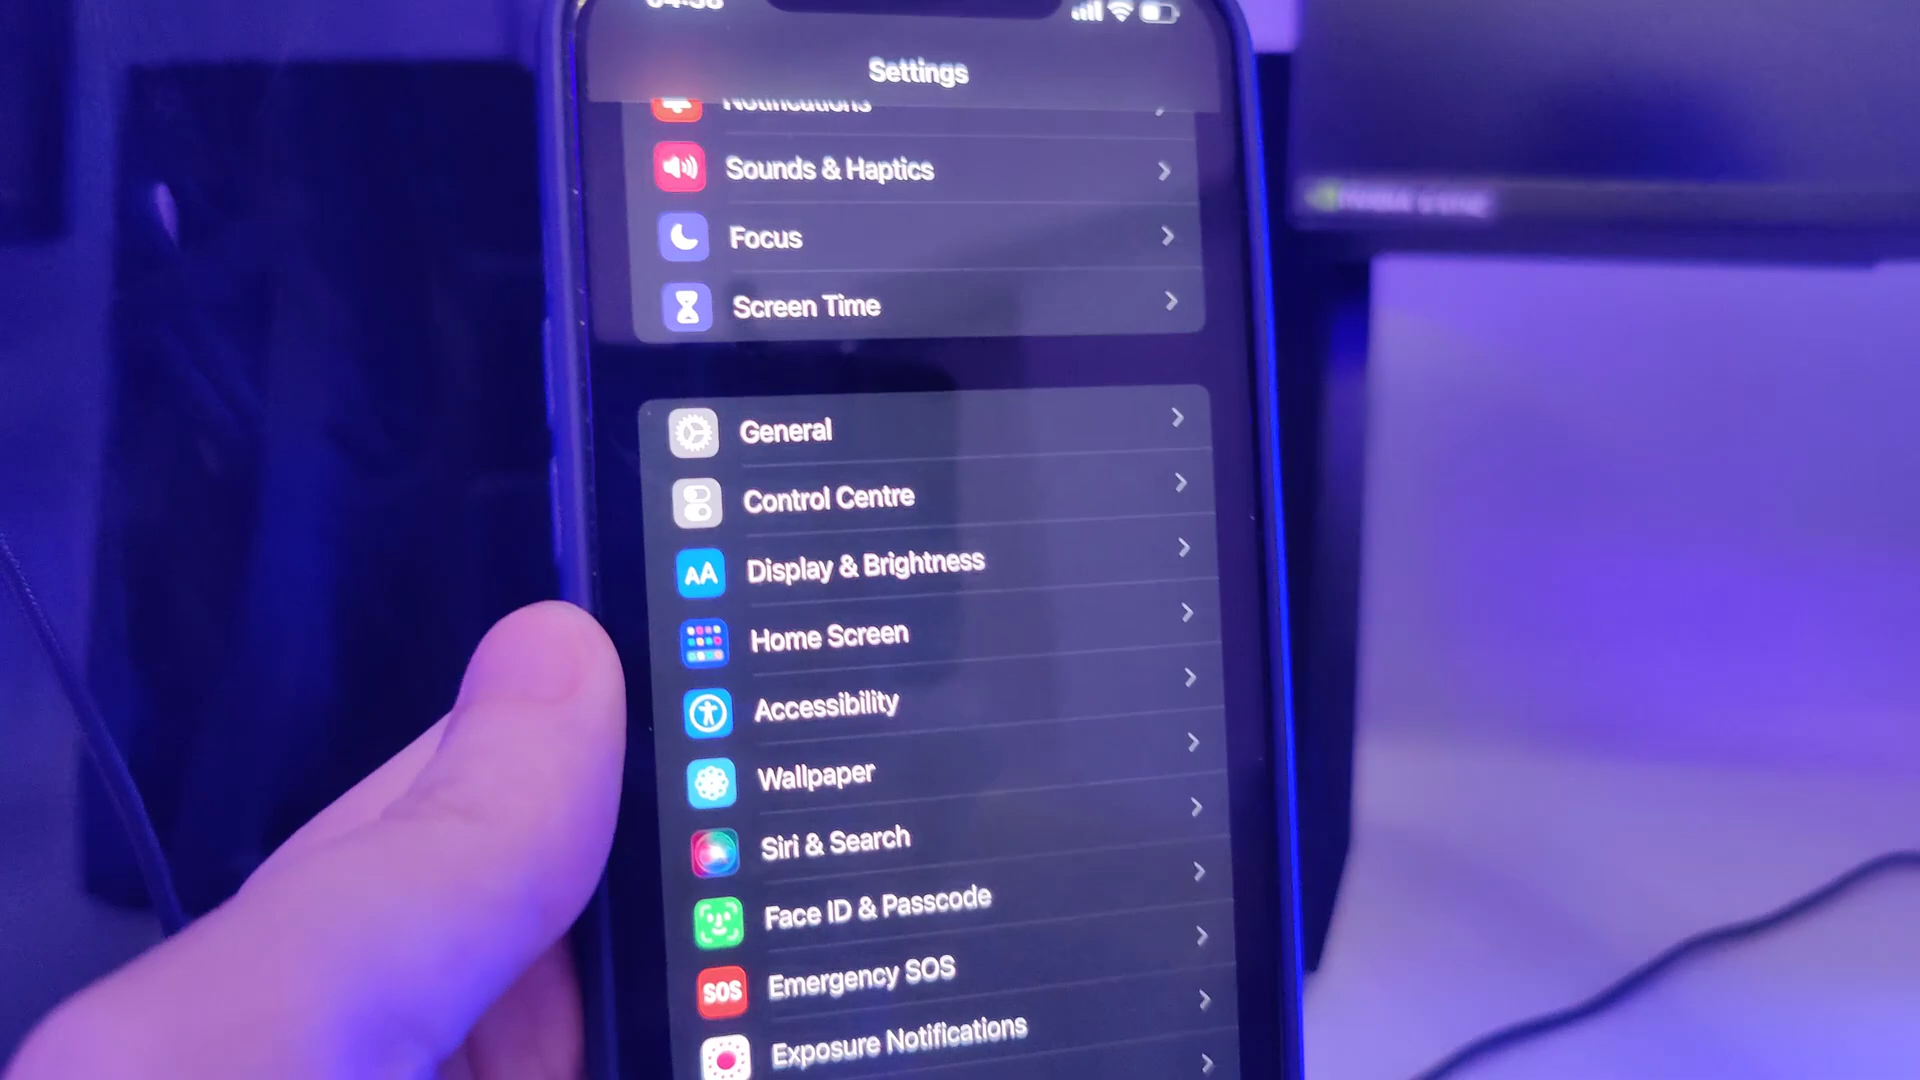 Settings
Notifications
Sounds & Haptics
Focus
Screen Time
General
Control Centre
AA
Display & Brightness
Home Screen
Accessibility
Wallpaper
Siri & Search
Face ID & Passcode
SOS
Emergency SOS
Exposure Notifications